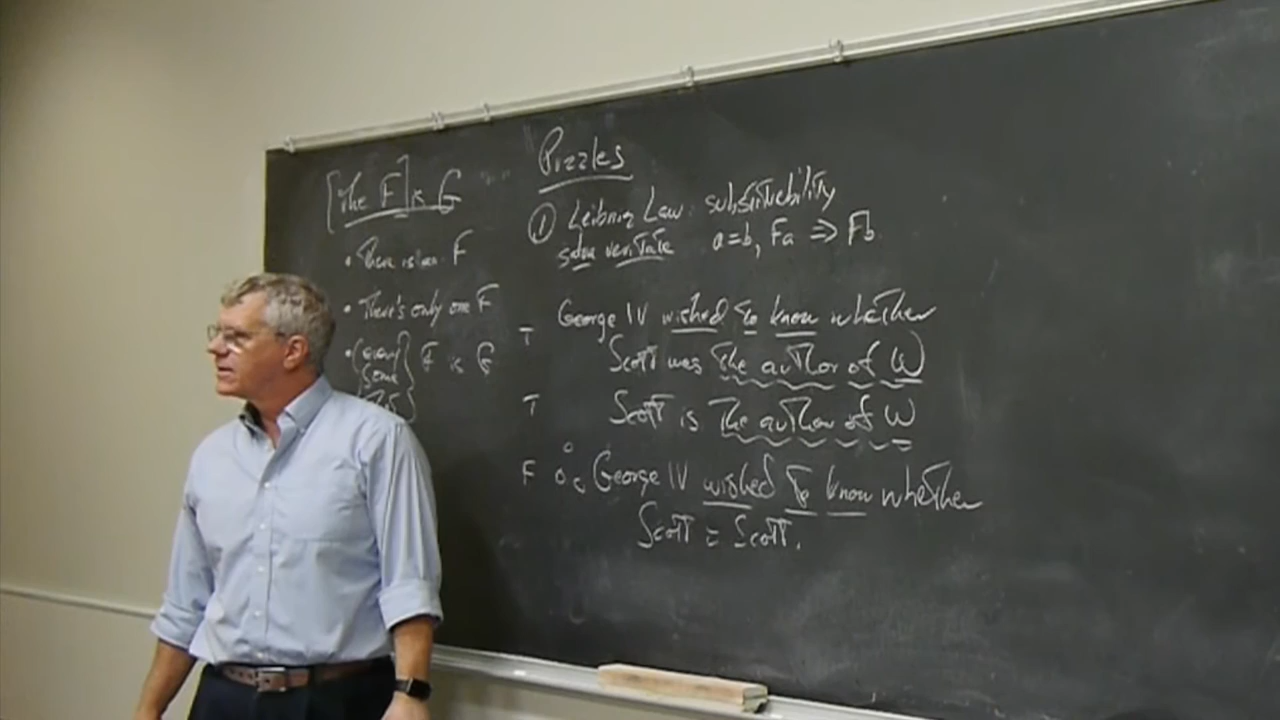 [The F] is G
• There is an F
• There's only one F
• {every
some} F is G
Puzzles
① Leibniz Law: substitutability
salva veritate a=b, Fa ⇒ Fb
T George IV wished to know whether
Scott was the author of W
T Scott is the author of W
F ∴ George IV wished to know whether
Scott = Scott.